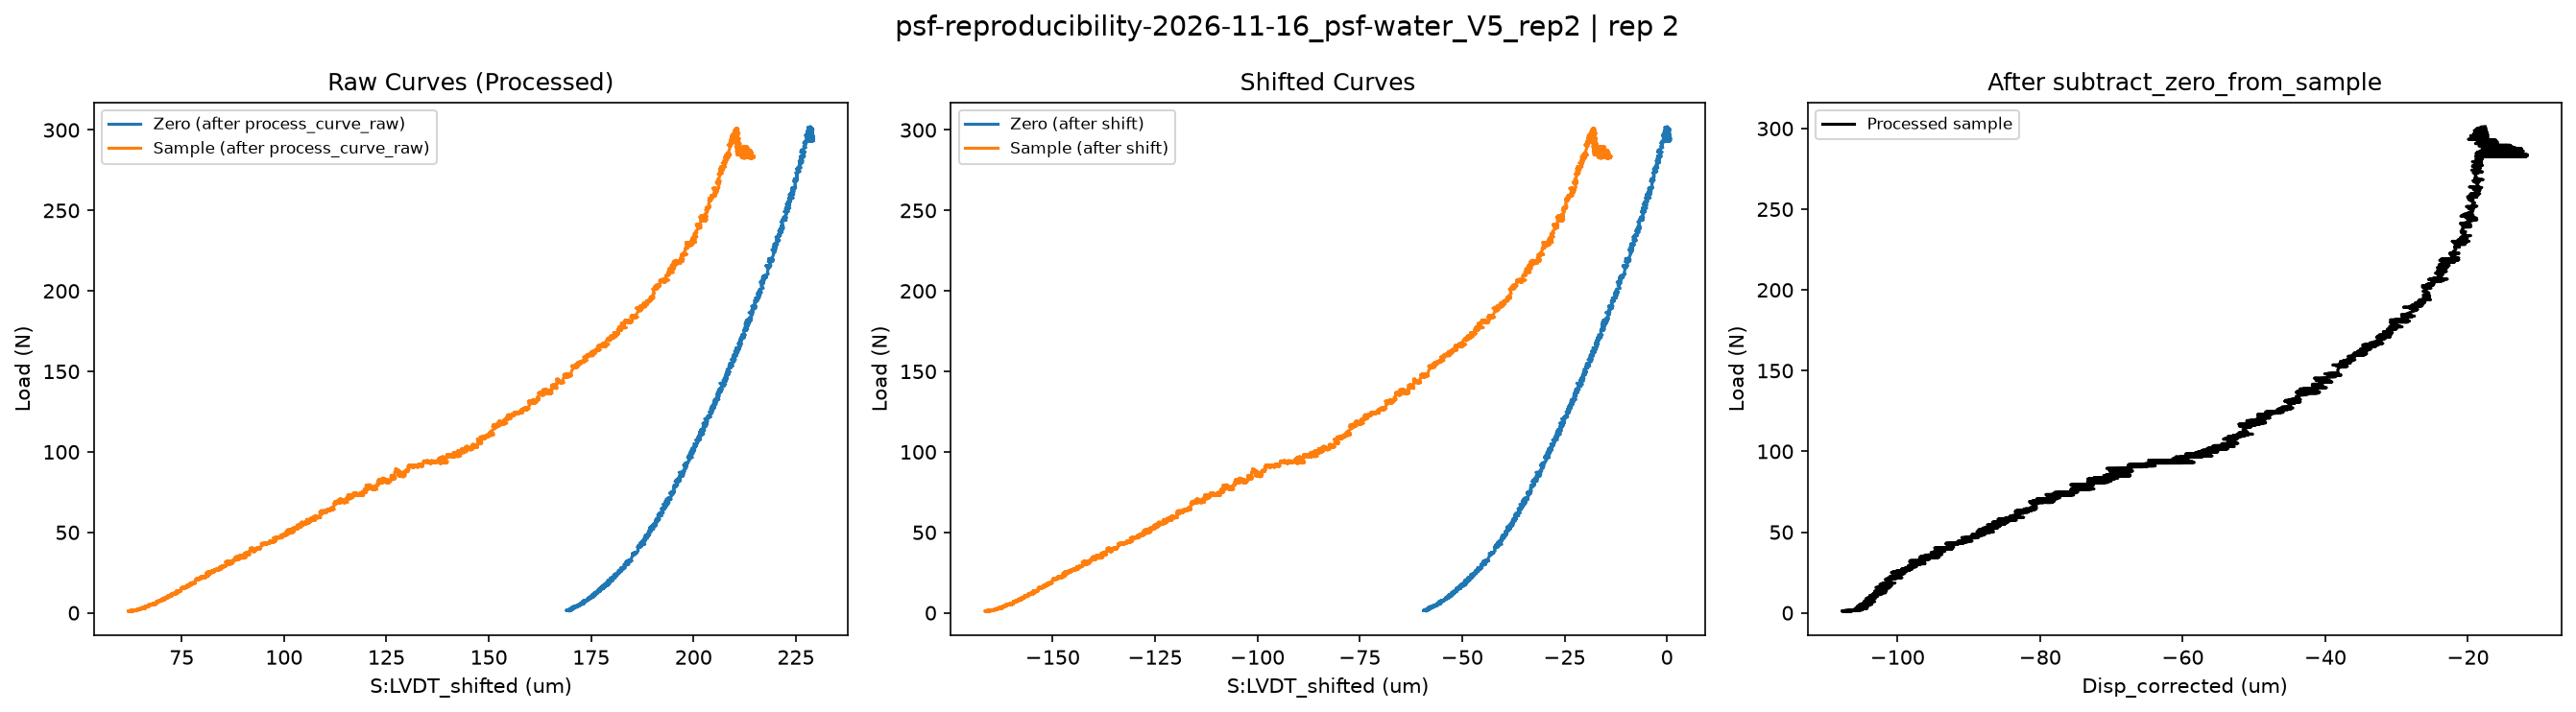 psf-reproducibility-2026-11-16_psf-water_V5_rep2 | rep 2
Raw Curves (Processed)
Zero (after process_curve_raw)
Sample (after process_curve_raw)
Load (N)
300
250
200
150
100
50
0
75 100 125 150 175 200 225
S:LVDT_shifted (um)
Shifted Curves
Zero (after shift)
Sample (after shift)
Load (N)
300
250
200
150
100
50
0
−150 −125 −100 −75 −50 −25 0
S:LVDT_shifted (um)
After subtract_zero_from_sample
Processed sample
Load (N)
300
250
200
150
100
50
0
−100 −80 −60 −40 −20
Disp_corrected (um)